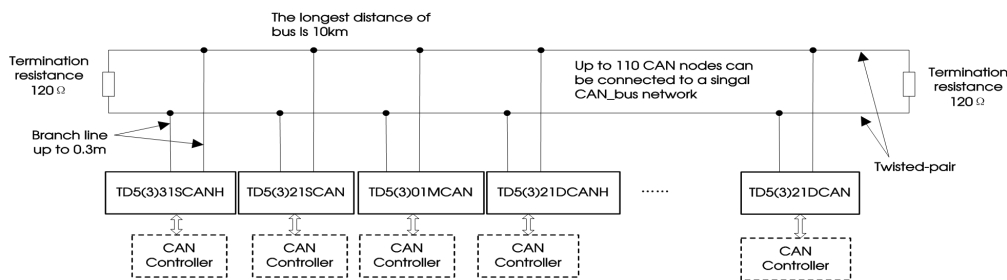 The longest distance of
bus is 10km
Termination
resistance
120 Ω
Up to 110 CAN nodes can
be connected to a singal
CAN_bus network
Termination
resistance
120 Ω
Branch line
up to 0.3m
Twisted-pair
TD5(3)31SCANH
TD5(3)21SCAN
TD5(3)01MCAN
TD5(3)21DCANH
······
TD5(3)21DCAN
CAN
Controller
CAN
Controller
CAN
Controller
CAN
Controller
CAN
Controller